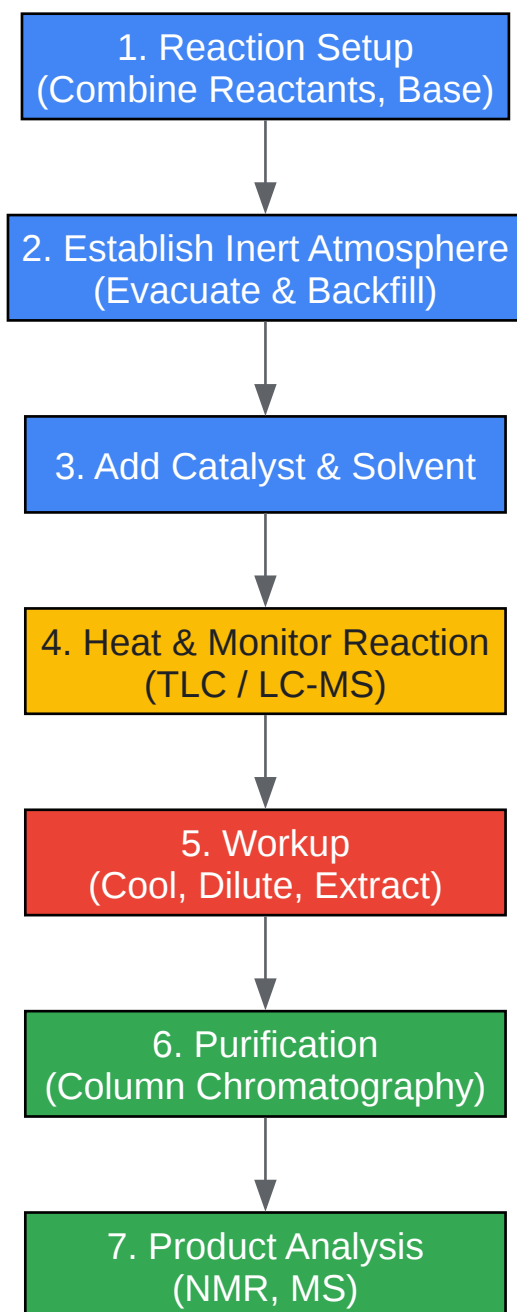 1. Reaction Setup
(Combine Reactants, Base)
2. Establish Inert Atmosphere
(Evacuate & Backfill)
3. Add Catalyst & Solvent
4. Heat & Monitor Reaction
(TLC / LC-MS)
5. Workup
(Cool, Dilute, Extract)
6. Purification
(Column Chromatography)
7. Product Analysis
(NMR, MS)